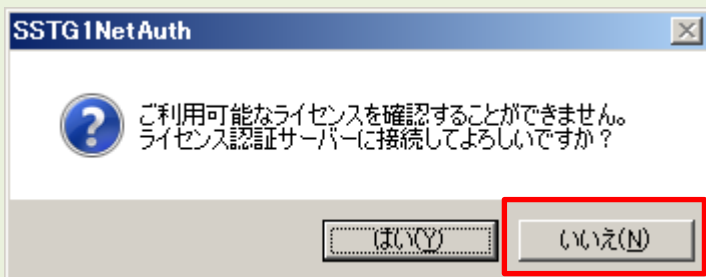 SSTG1NetAuth
ご利用可能なライセンスを確認することができません。
ライセンス認証サーバーに接続してよろしいですか？
はい(Y)
いいえ(N)